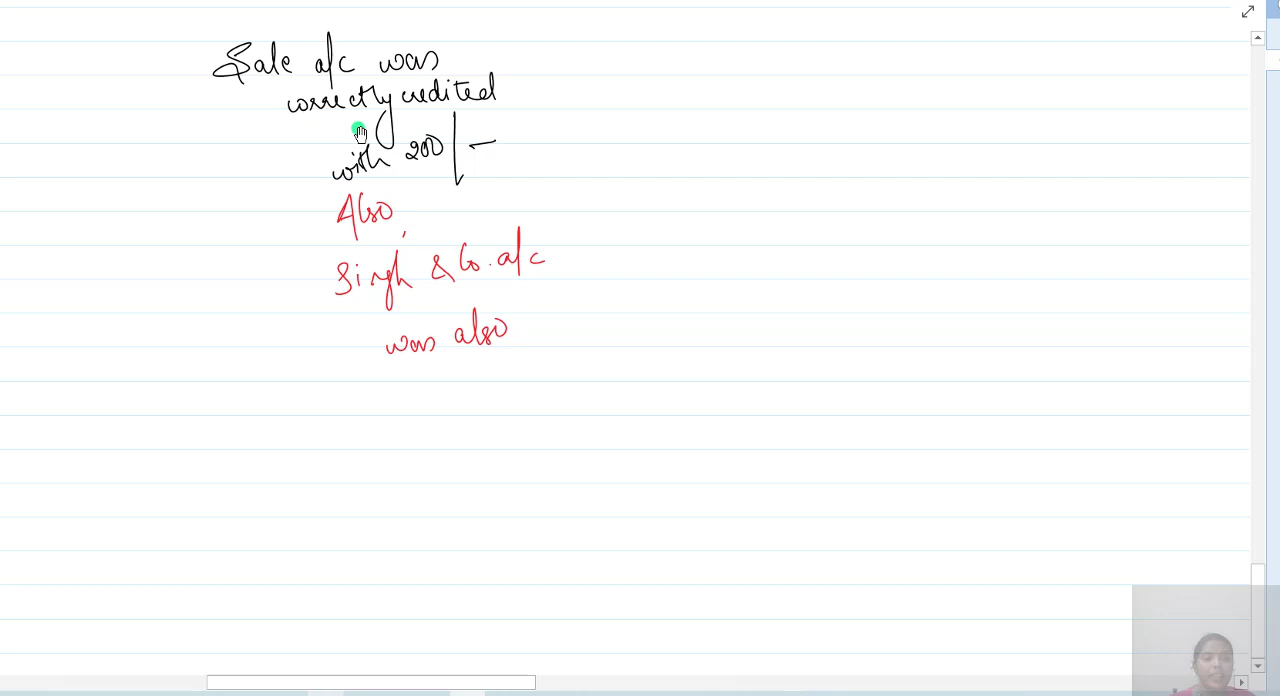 Sale a/c was
correctly credited
with 200/-
Also,
Singh & Co. a/c
was also